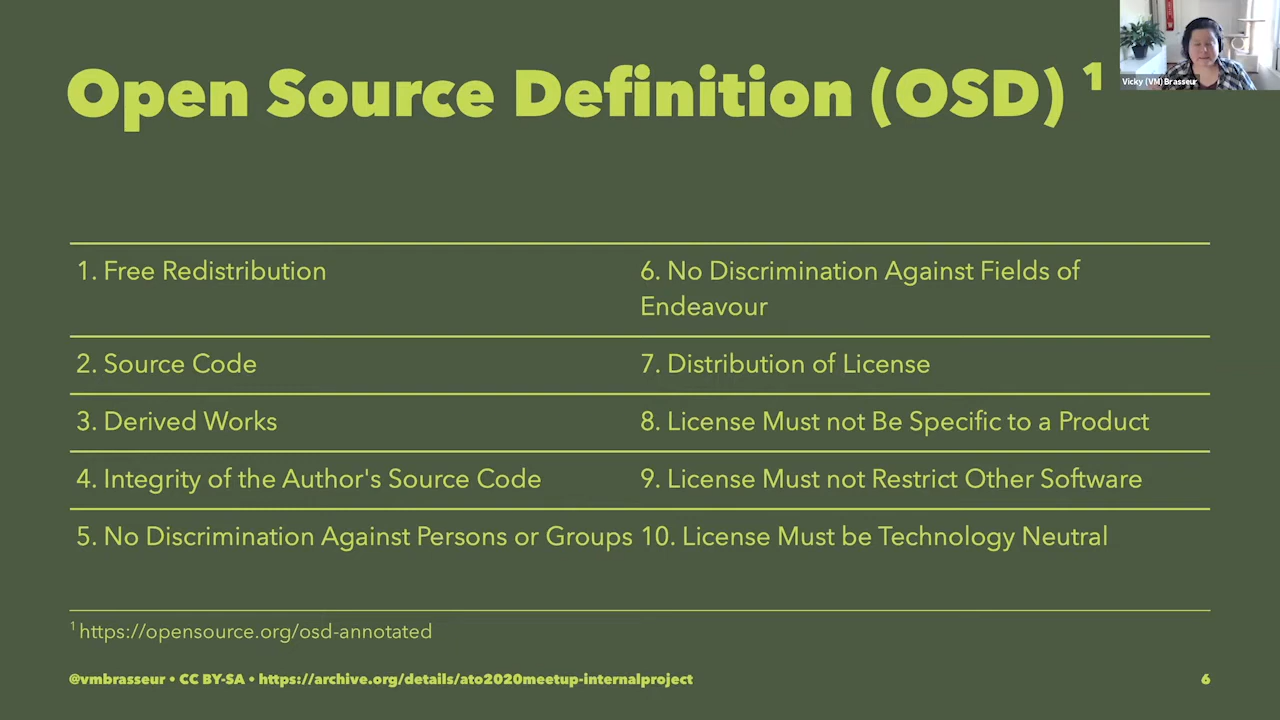 Open Source Definition (OSD) 1
Vicky (VM) Brasseur
1. Free Redistribution
6. No Discrimination Against Fields of
Endeavour
2. Source Code
7. Distribution of License
3. Derived Works
8. License Must not Be Specific to a Product
4. Integrity of the Author's Source Code
9. License Must not Restrict Other Software
5. No Discrimination Against Persons or Groups
10. License Must be Technology Neutral
1 https://opensource.org/osd-annotated
@vmbrasseur • CC BY-SA • https://archive.org/details/ato2020meetup-internalproject
6